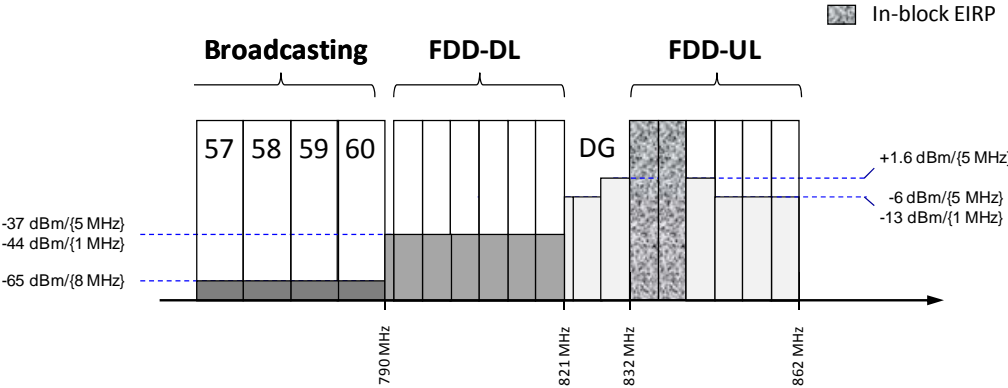 In-block EIRP
Broadcasting
FDD-DL
FDD-UL
57 58 59 60
DG
+1.6 dBm/{5 MHz}
-6 dBm/{5 MHz}
-13 dBm/{1 MHz}
-37 dBm/{5 MHz}
-44 dBm/{1 MHz}
-65 dBm/{8 MHz}
790 MHz
821 MHz
832 MHz
862 MHz